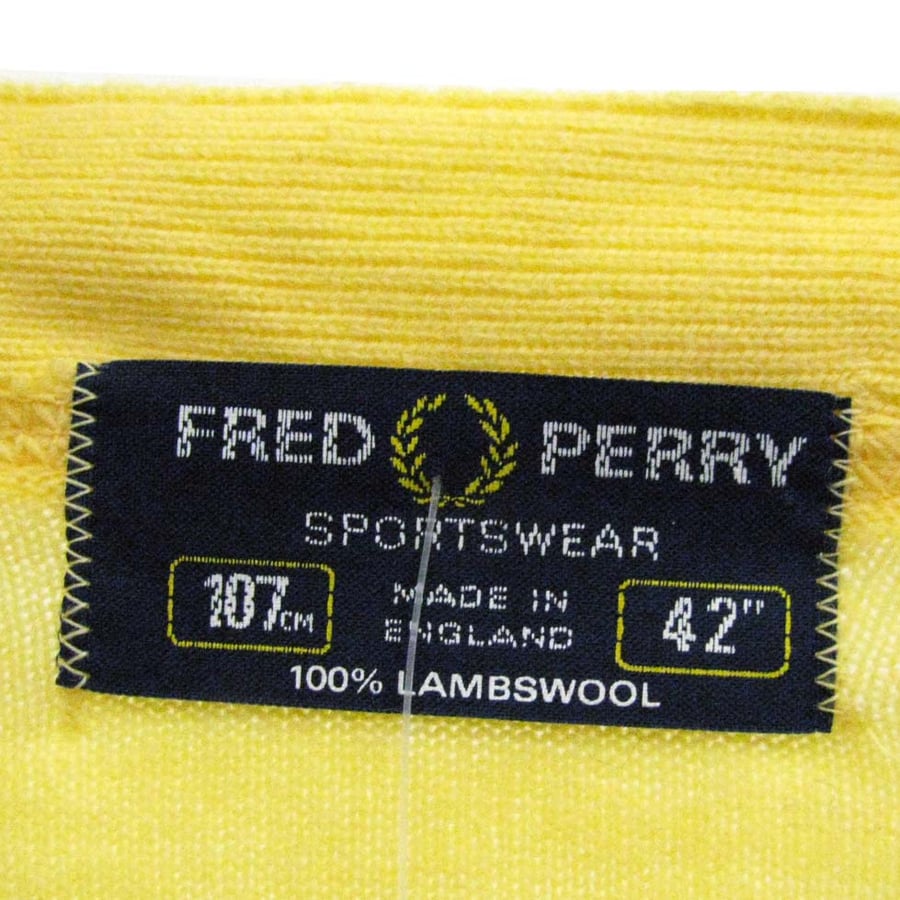 FRED PERRY
SPORTSWEAR
107CM
MADE IN
ENGLAND
42"
100% LAMBSWOOL